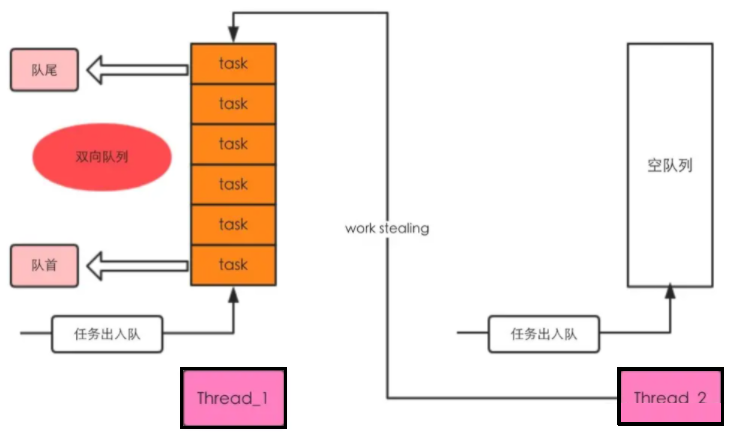 队尾
task
task
双向队列
task
task
空队列
task
work stealing
队首
task
任务出入队
任务出入队
Thread_1
Thread_2